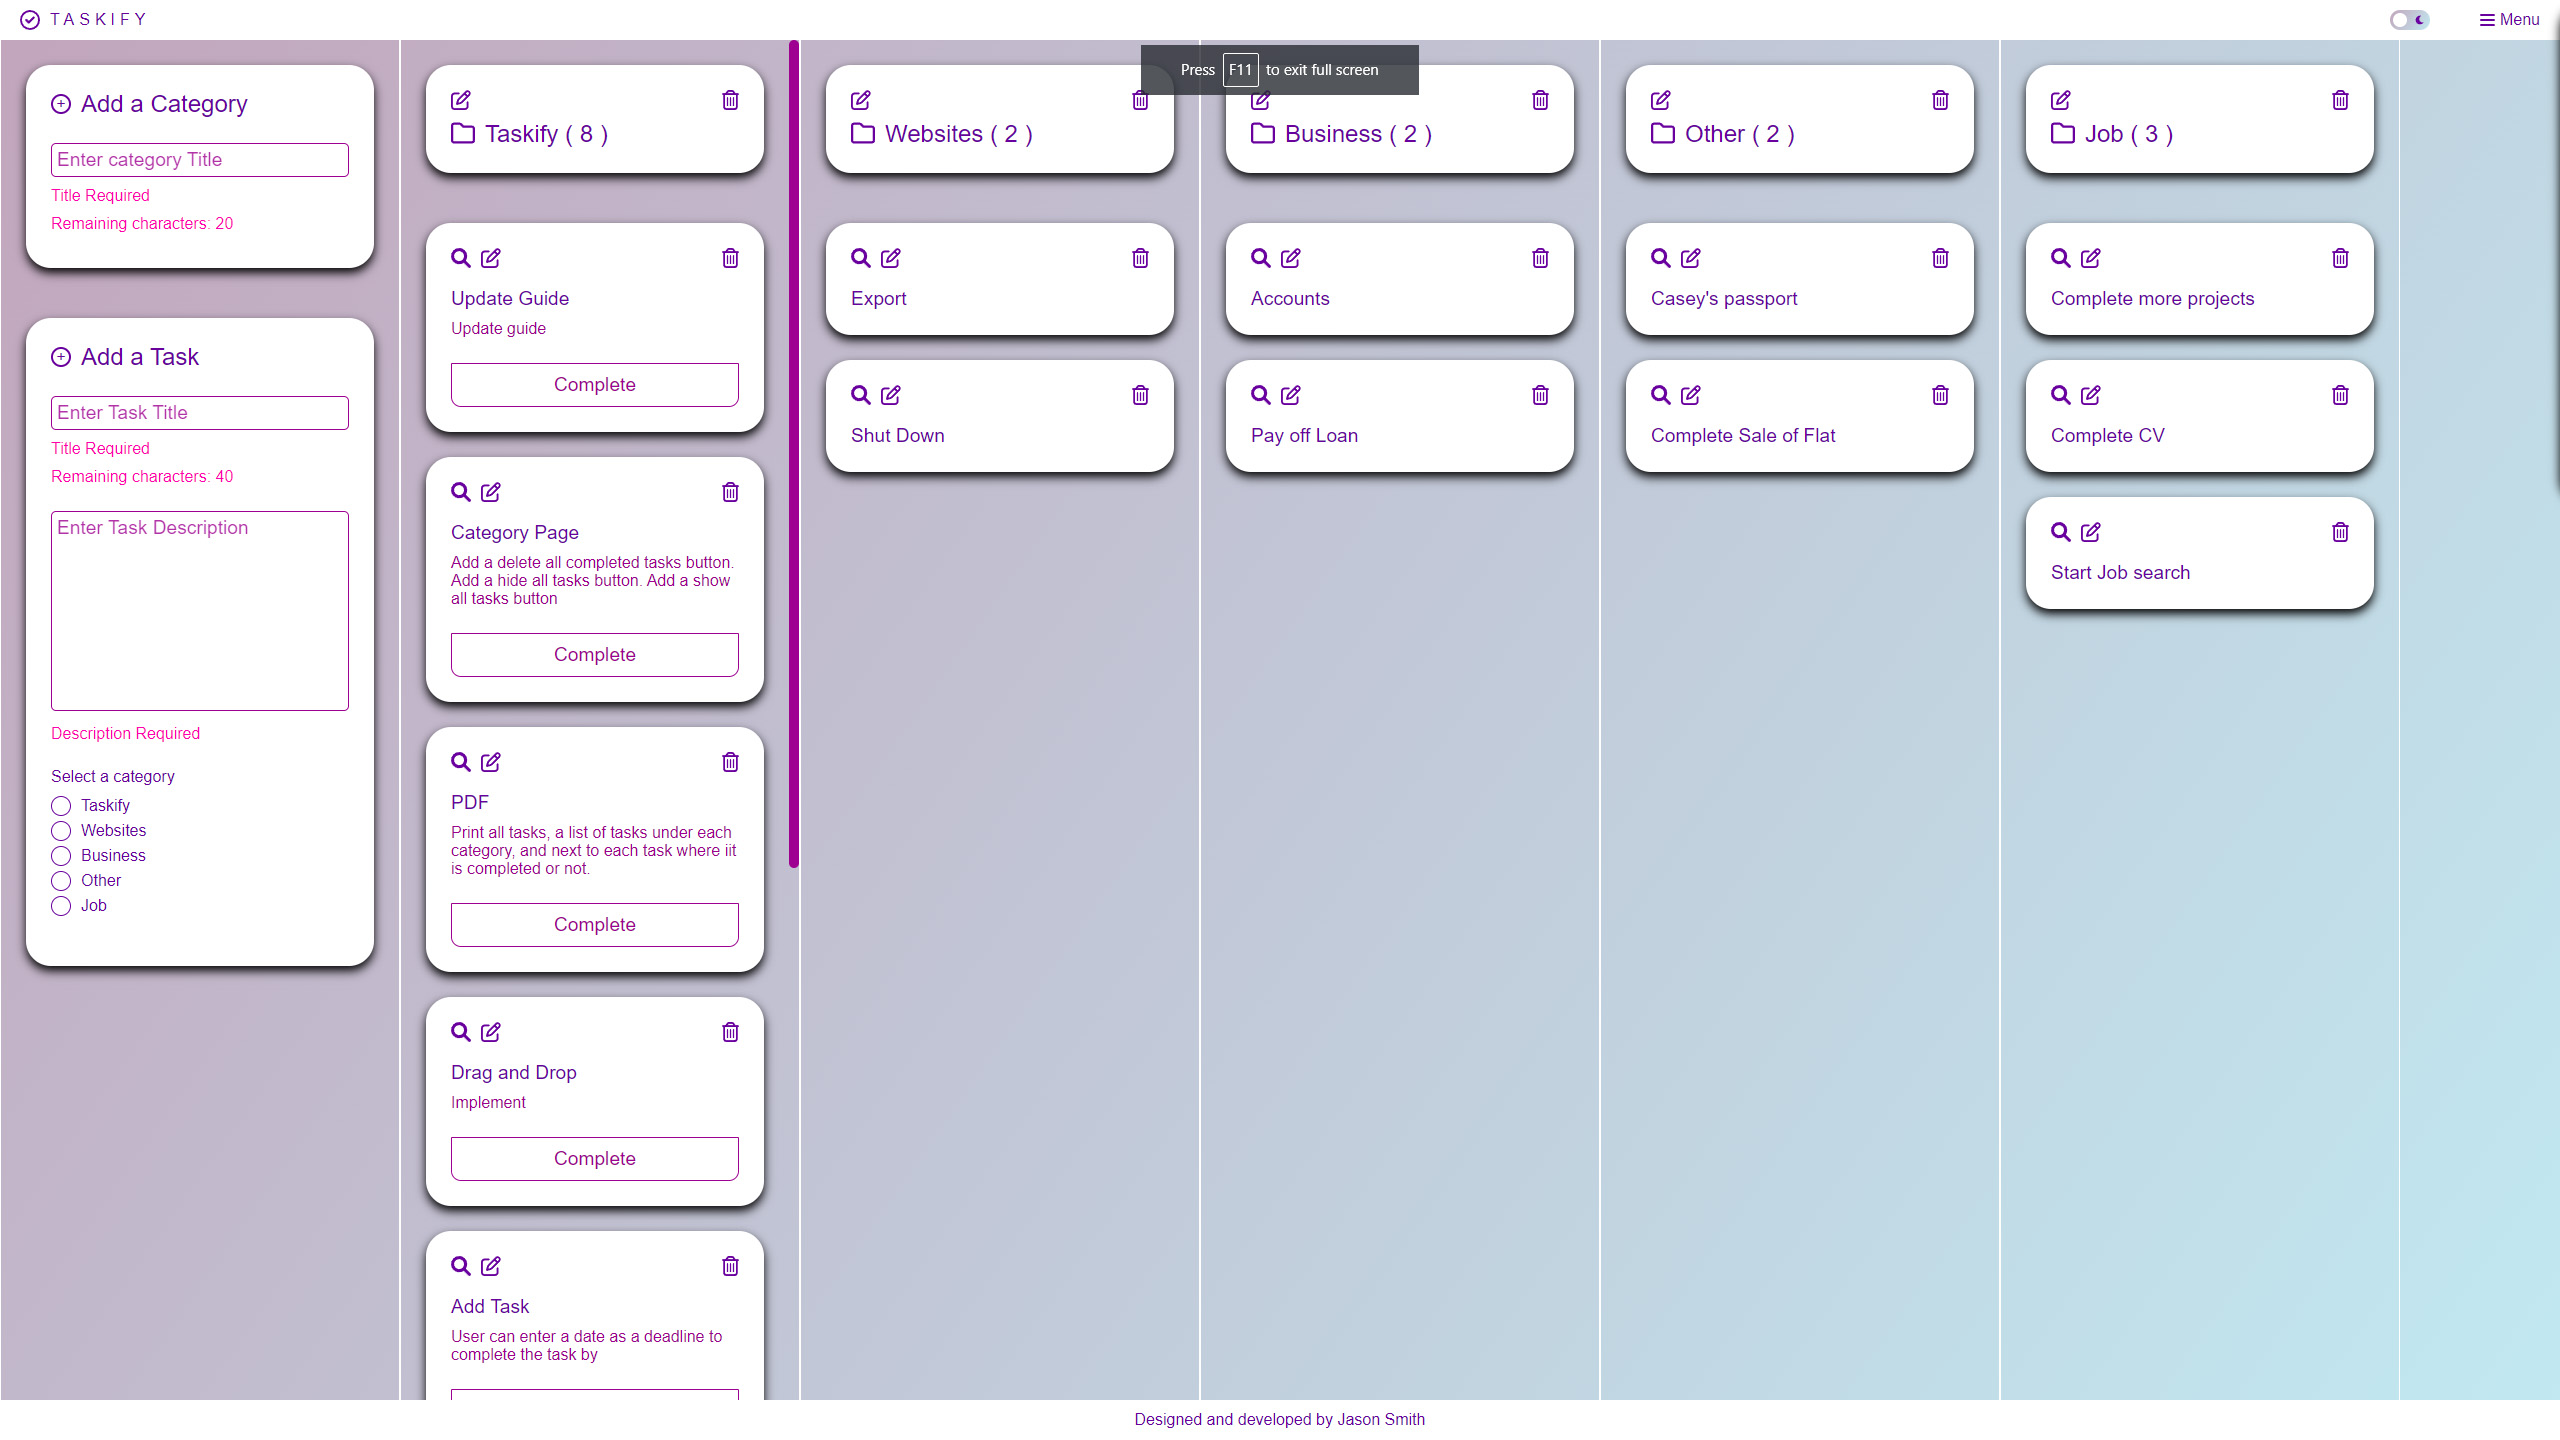 TASKIFY
Menu
Press F11 to exit full screen
Add a Category
Enter category Title
Title Required
Remaining characters: 20
Add a Task
Enter Task Title
Title Required
Remaining characters: 40
Enter Task Description
Description Required
Select a category
Taskify
Websites
Business
Other
Job
Taskify ( 8 )
Update Guide
Update guide
Complete
Category Page
Add a delete all completed tasks button.
Add a hide all tasks button. Add a show
all tasks button
Complete
PDF
Print all tasks, a list of tasks under each
category, and next to each task where iit
is completed or not.
Complete
Drag and Drop
Implement
Complete
Add Task
User can enter a date as a deadline to
complete the task by
Websites ( 2 )
Export
Shut Down
Business ( 2 )
Accounts
Pay off Loan
Other ( 2 )
Casey's passport
Complete Sale of Flat
Job ( 3 )
Complete more projects
Complete CV
Start Job search
Designed and developed by Jason Smith